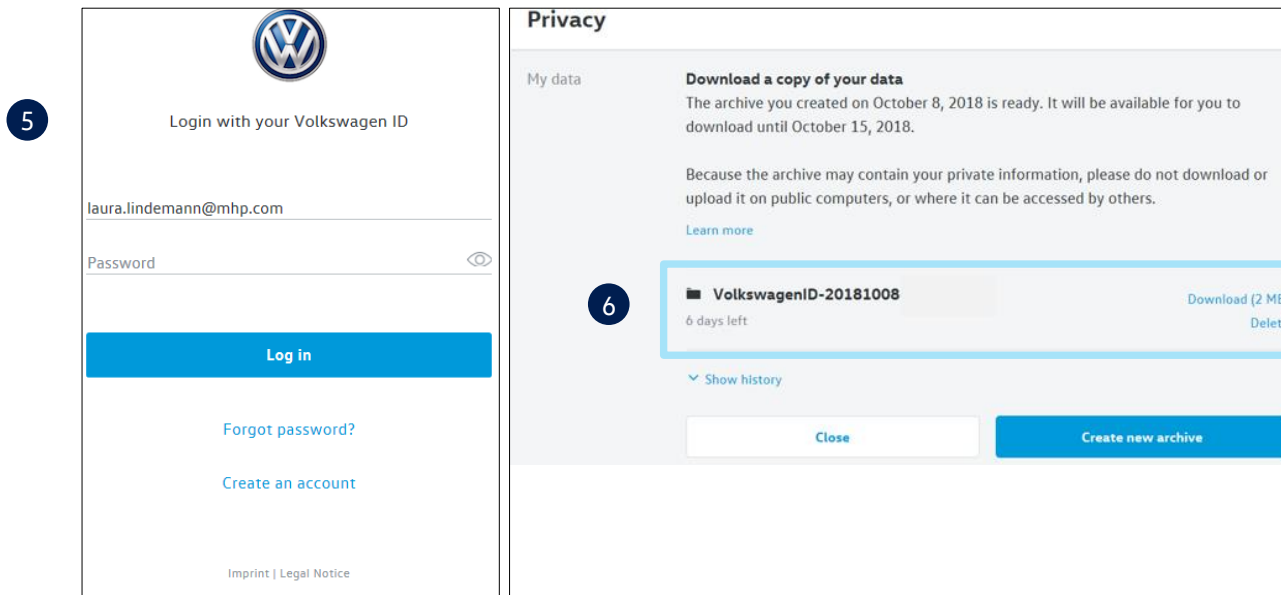 5
Login with your Volkswagen ID
laura.lindemann@mhp.com
Password
Log in
Forgot password?
Create an account
Imprint | Legal Notice
Privacy
My data
Download a copy of your data
The archive you created on October 8, 2018 is ready. It will be available for you to
download until October 15, 2018.
Because the archive may contain your private information, please do not download or
upload it on public computers, or where it can be accessed by others.
Learn more
6
VolkswagenID-20181008
Download (2 MB
6 days left
Delet
Show history
Close
Create new archive